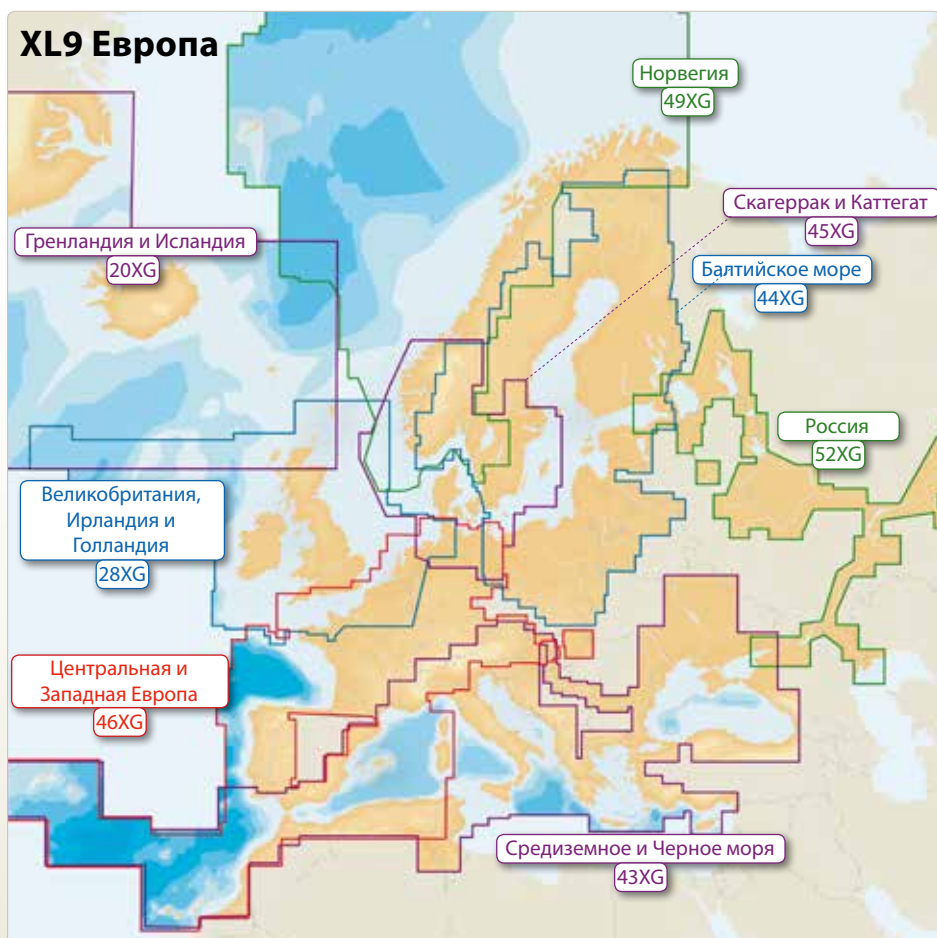 XL9 Европа
Норвегия
49XG
Скагеррак и Каттегат
45XG
Гренландия и Исландия
20XG
Балтийское море
44XG
Россия
52XG
Великобритания,
Ирландия и
Голландия
28XG
Центральная и
Западная Европа
46XG
Средиземное и Черное моря
43XG